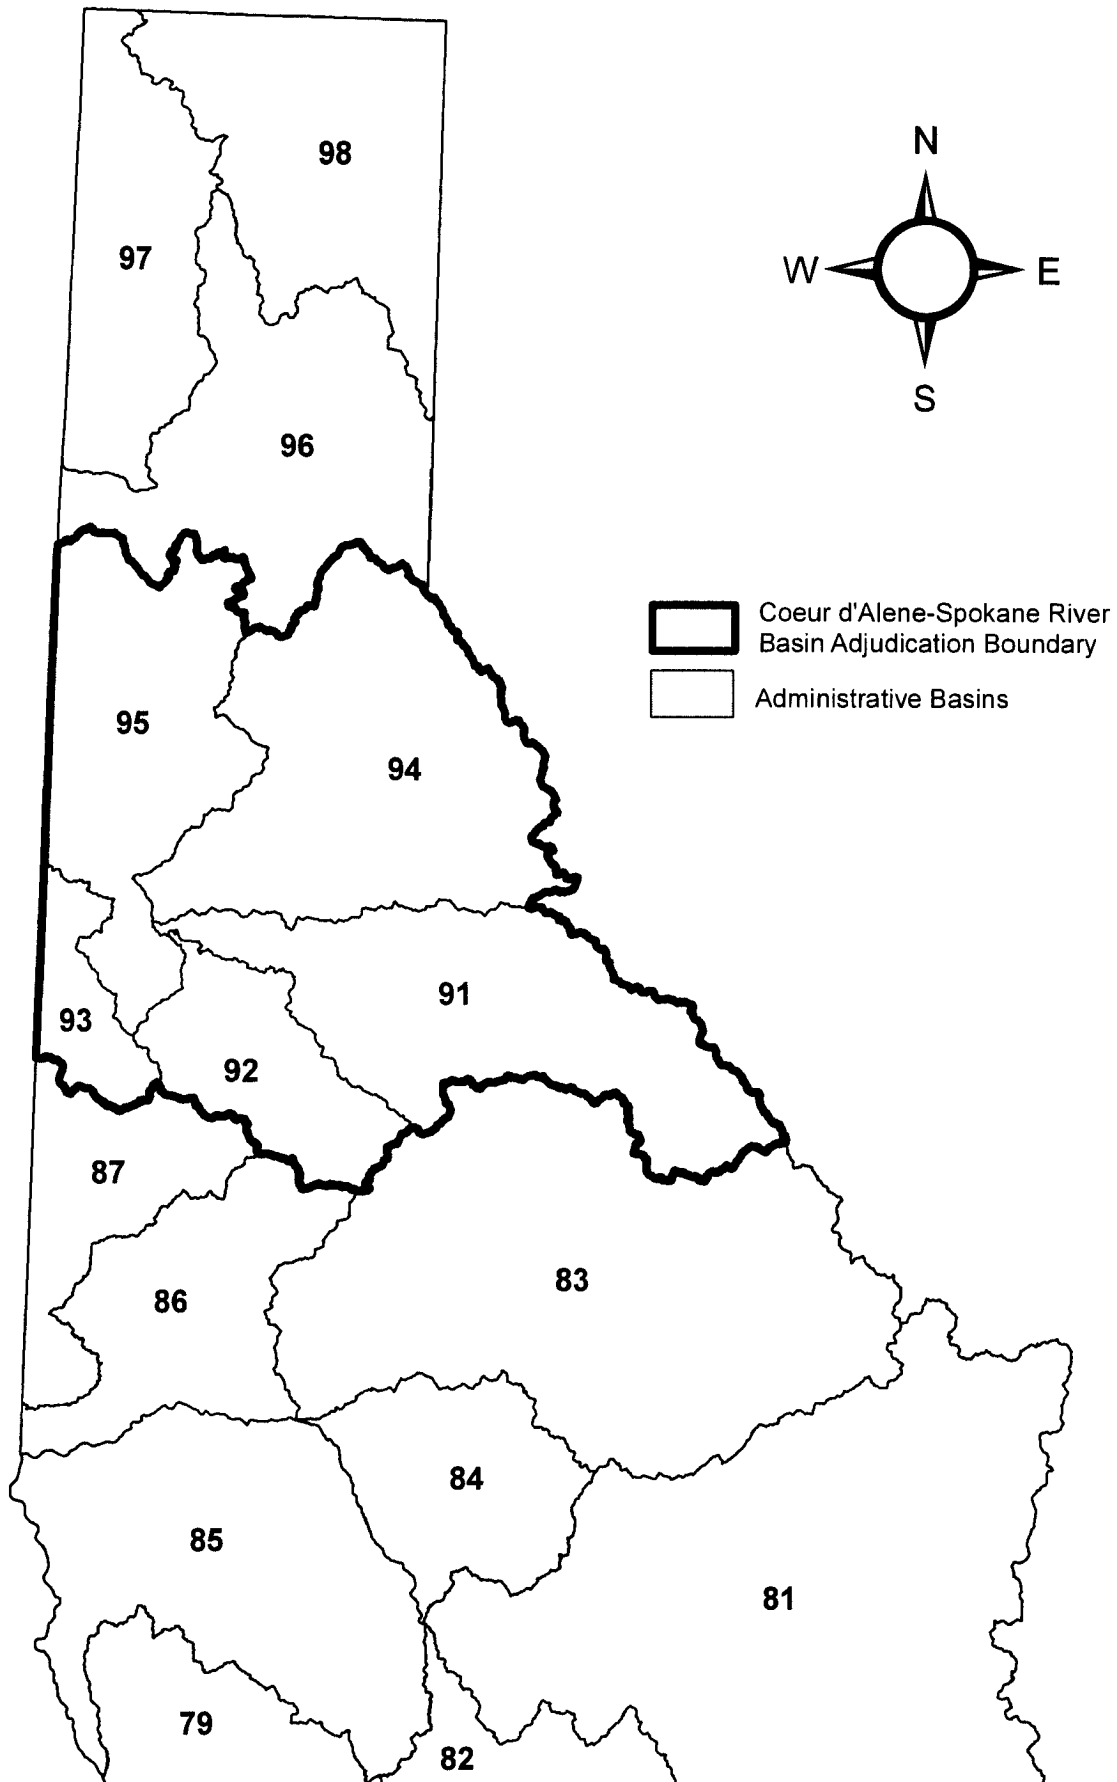 N
98
97
W
E
S
96
Coeur d'Alene-Spokane River
Basin Adjudication Boundary
Administrative Basins
95
94
91
93
92
87
83
86
84
85
81
79
82